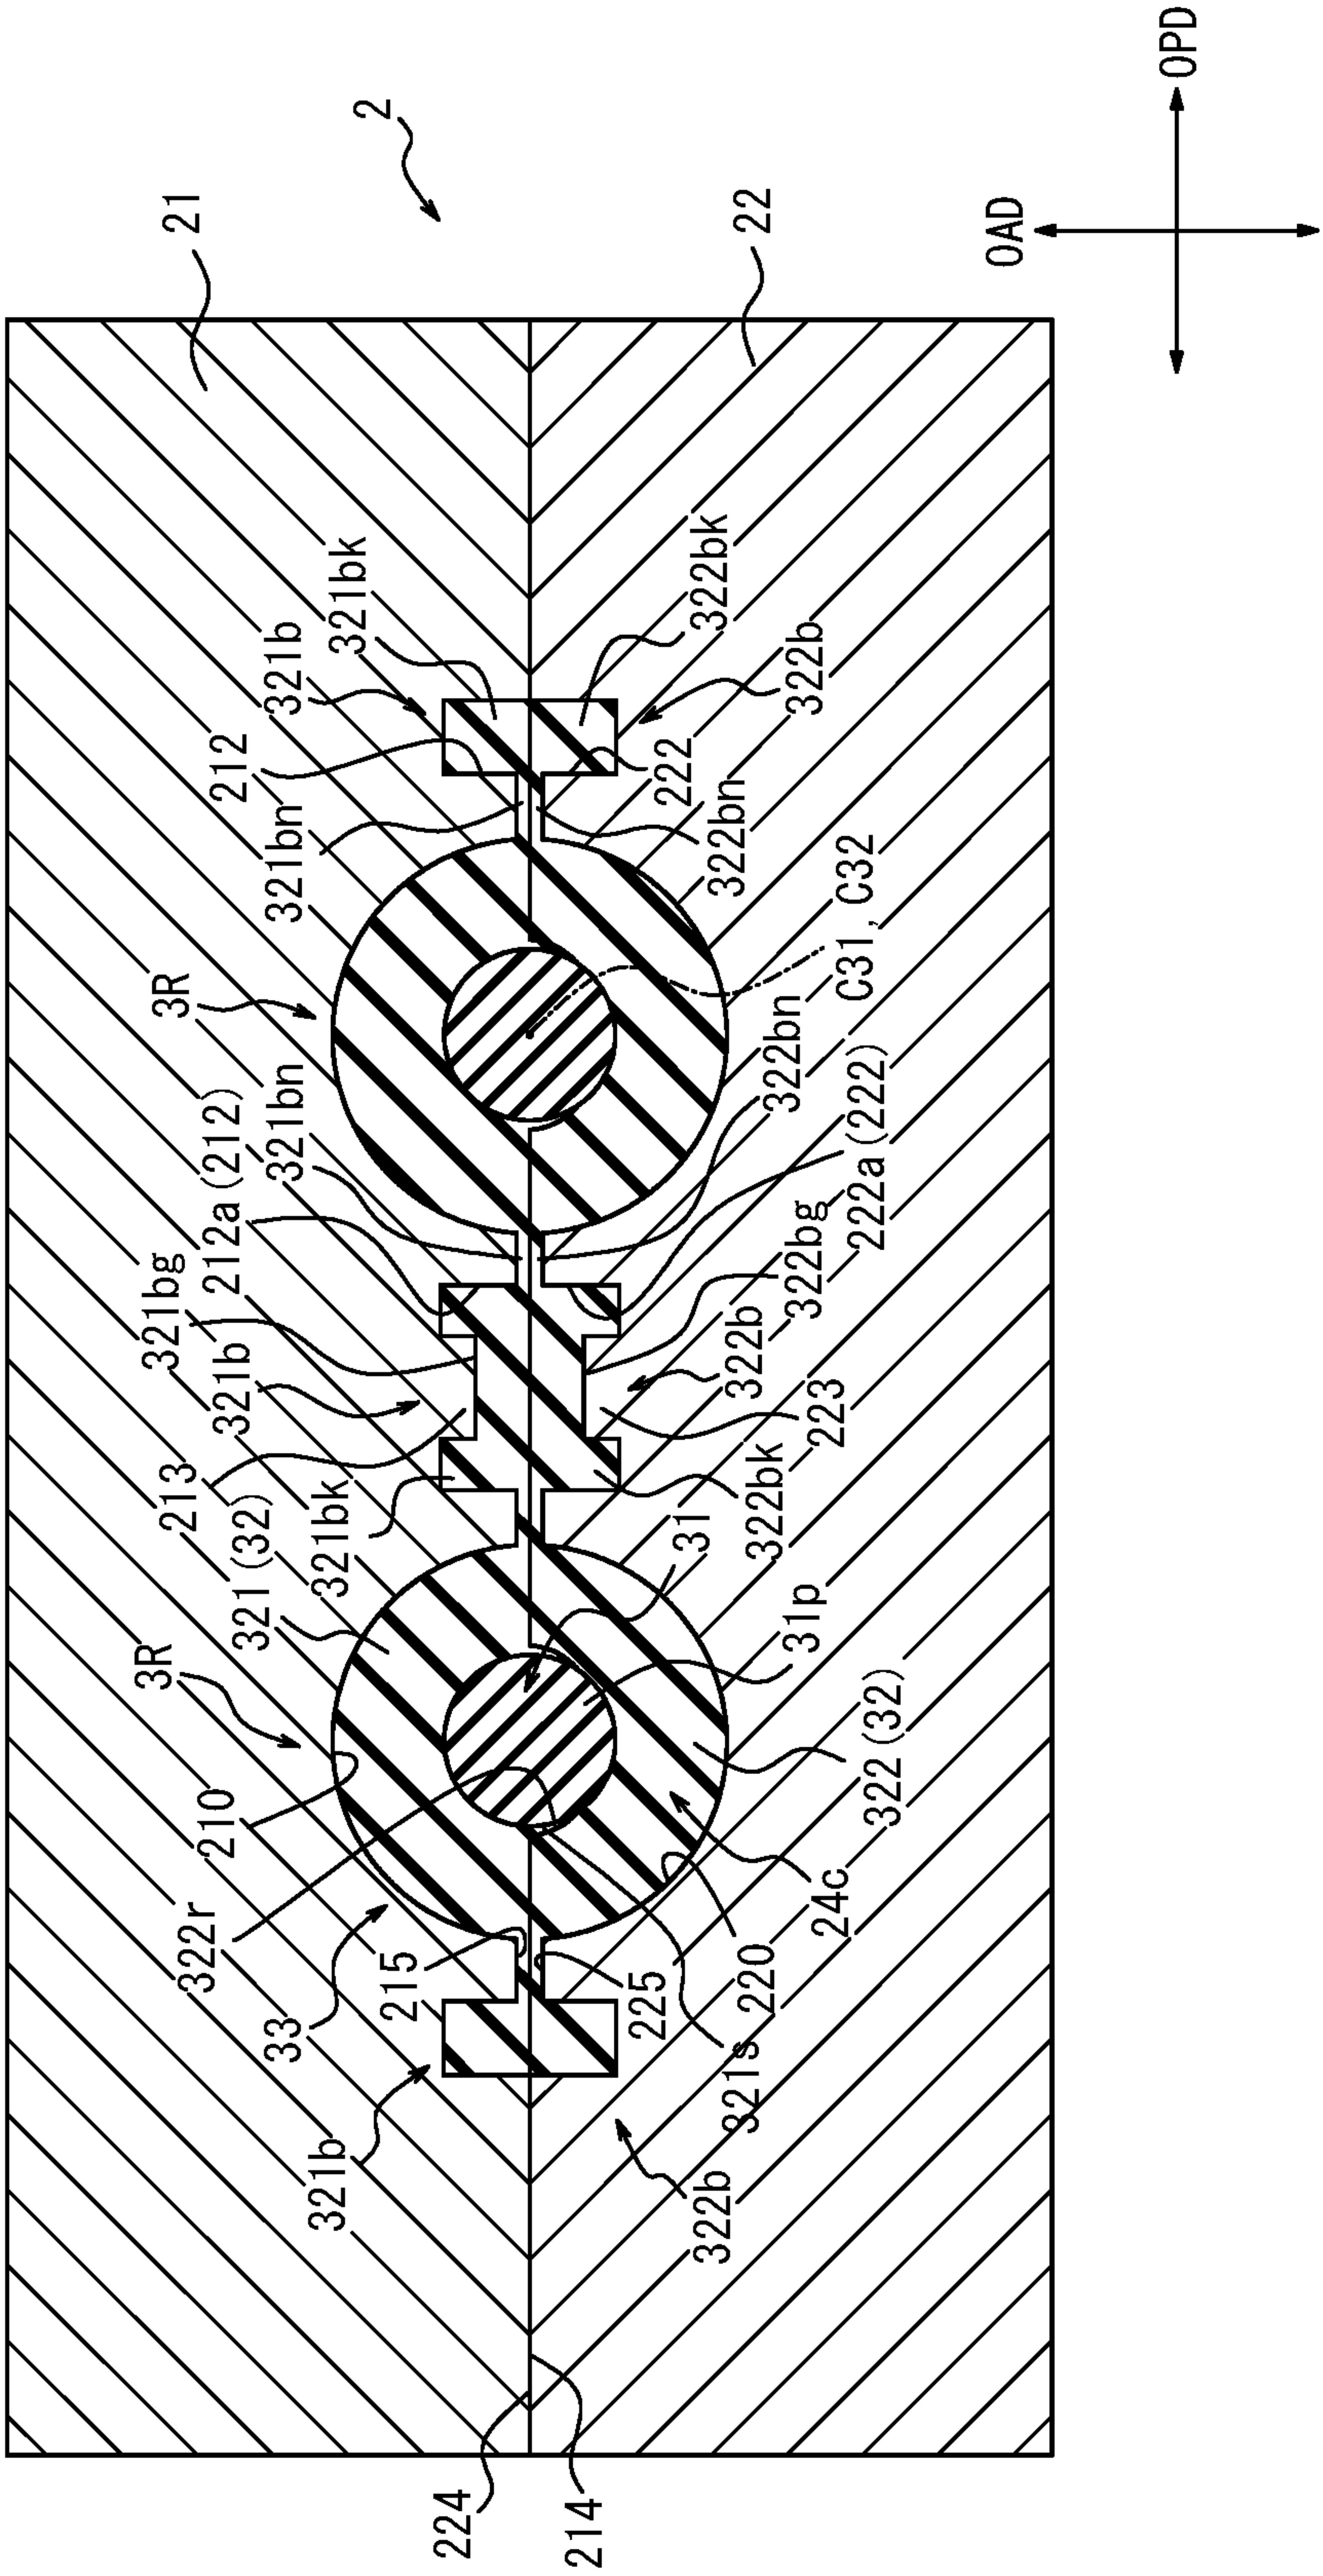 2
21
22
OAD
OPD
321b
321bk
322bk
322b
212
222
321bn
322bn
C31, C32
3R
321bn
322bn
212a(212)
222a(222)
321bg
322bg
321b
322b
213
223
321bk
322bk
321(32)
31
31p
3R
322(32)
210
24c
322r
220
215
225
33
321s
321b
322b
224
214